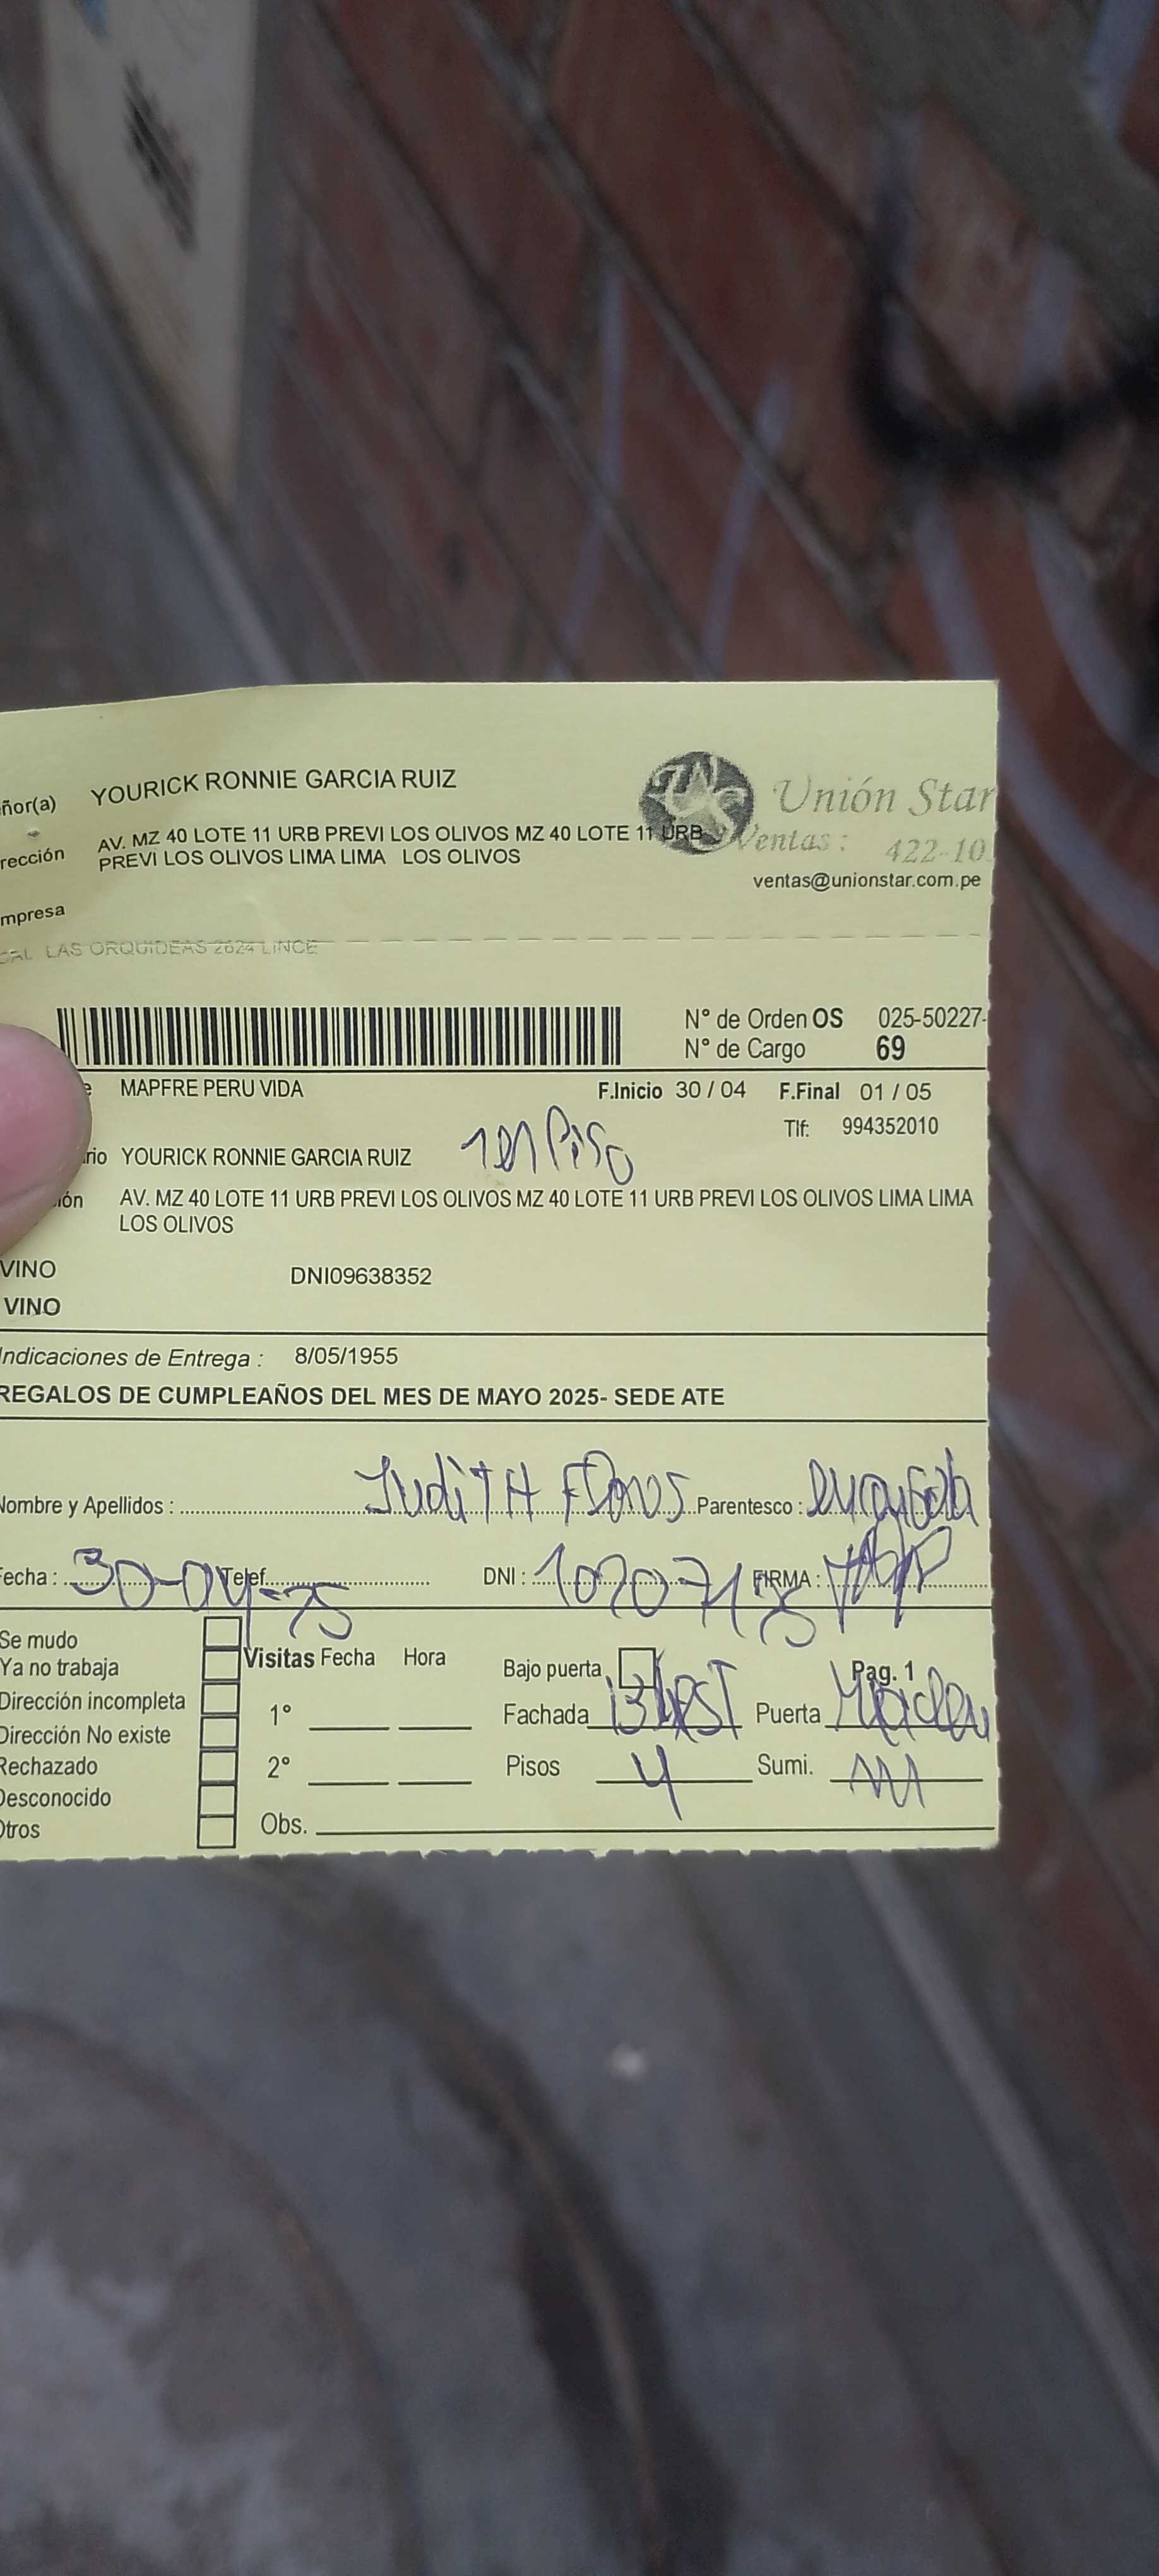 ñor(a) YOURICK RONNIE GARCIA RUIZ
Unión Star
rección AV. MZ 40 LOTE 11 URB PREVI LOS OLIVOS MZ 40 LOTE 11 URB
PREVI LOS OLIVOS LIMA LIMA LOS OLIVOS
Ventas: 422-10
ventas@unionstar.com.pe
mpresa
CAL LAS ORQUIDEAS 2624 LINCE
N° de Orden OS 025-50227-
N° de Cargo 69
e MAPFRE PERU VIDA F.Inicio 30 / 04 F.Final 01 / 05
Tlf: 994352010
rio YOURICK RONNIE GARCIA RUIZ Piso
ión AV. MZ 40 LOTE 11 URB PREVI LOS OLIVOS MZ 40 LOTE 11 URB PREVI LOS OLIVOS LIMA LIMA
LOS OLIVOS
VINO DNI09638352
VINO
Indicaciones de Entrega : 8/05/1955
REGALOS DE CUMPLEAÑOS DEL MES DE MAYO 2025- SEDE ATE
Nombre y Apellidos : JudiTH Parentesco :
Fecha : 30-04-25 Telef. DNI : FIRMA :
Se mudo
Ya no trabaja Visitas Fecha Hora Bajo puerta Pag. 1
Dirección incompleta 1° Fachada Puerta
Dirección No existe
Rechazado 2° Pisos 4 Sumi.
Desconocido
Otros Obs.